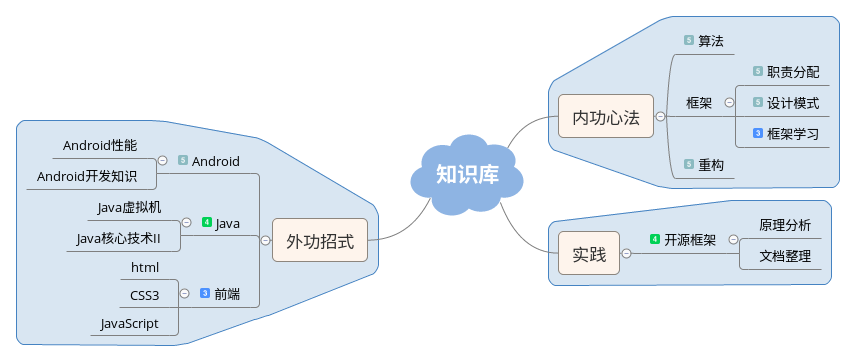 知识库
内功心法
5 算法
框架
5 职责分配
5 设计模式
3 框架学习
5 重构
实践
4 开源框架
原理分析
文档整理
外功招式
5 Android
Android性能
Android开发知识
4 Java
Java虚拟机
Java核心技术II
3 前端
html
CSS3
JavaScript